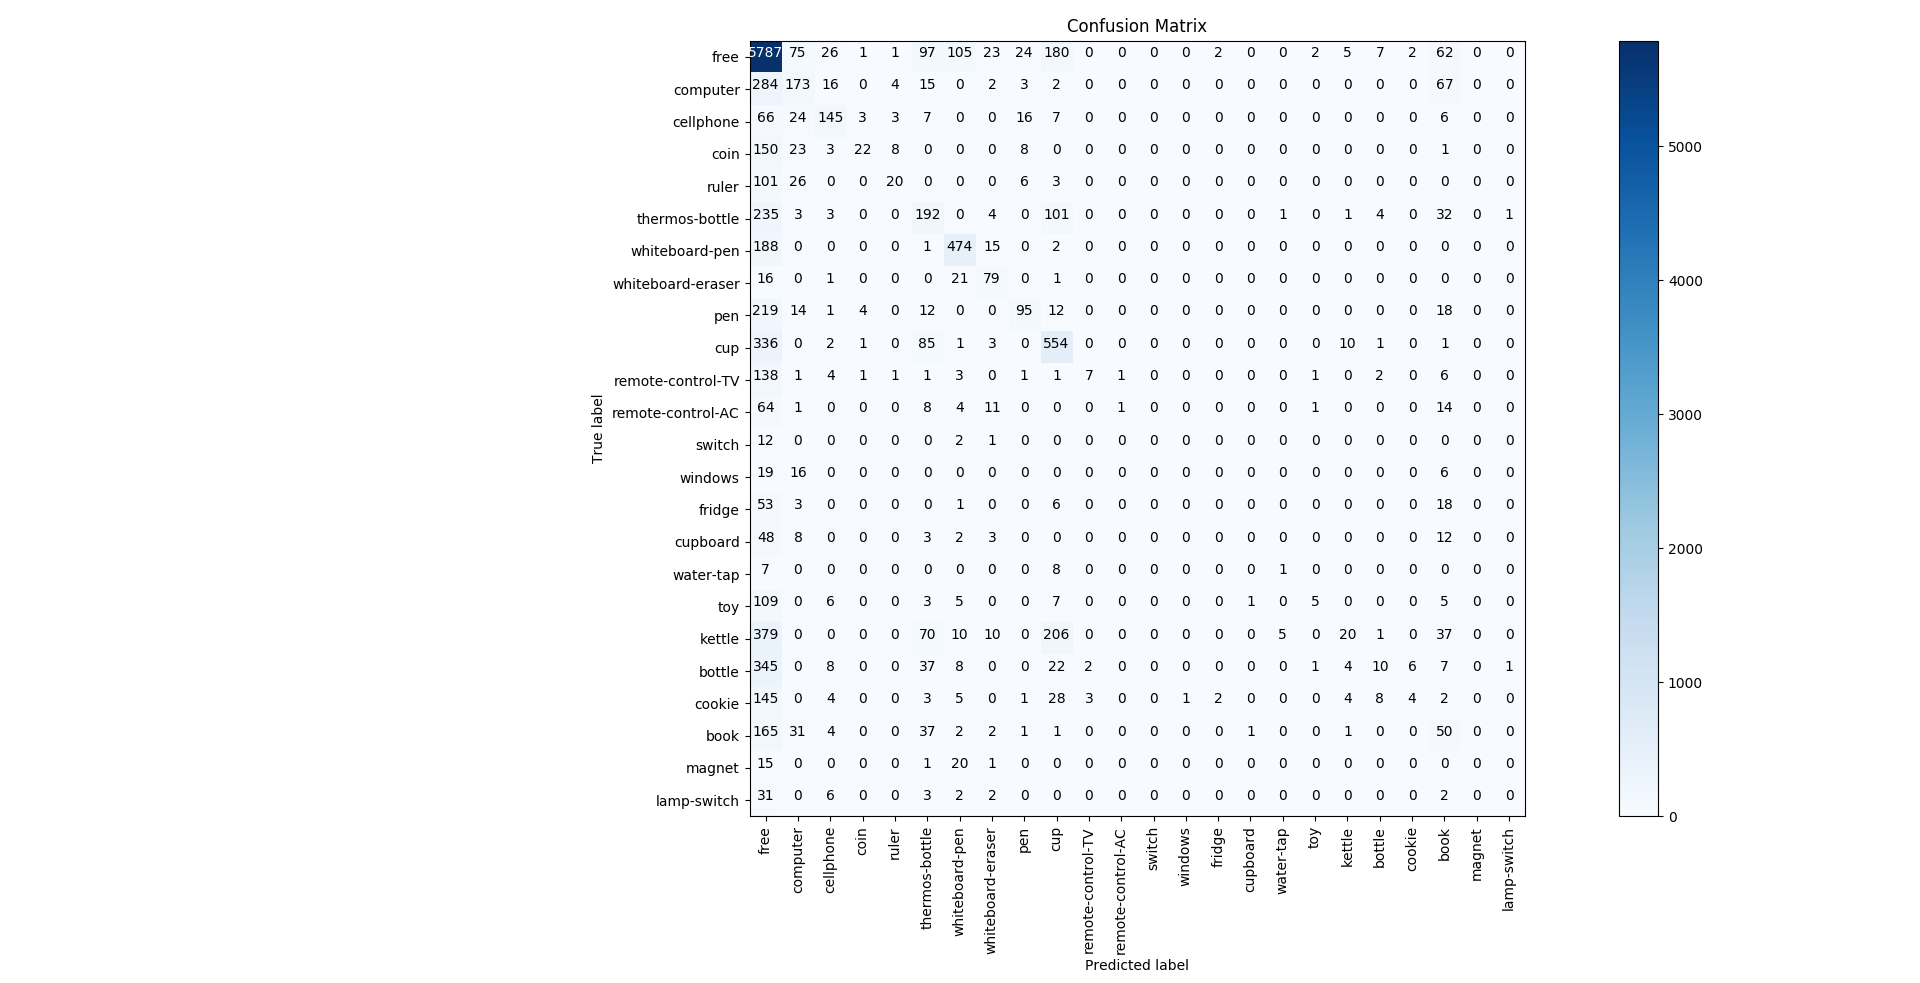 Confusion Matrix
free 5787 75 26 1 1 97 105 23 24 180 0 0 0 0 2 0 0 2 5 7 2 62 0 0
computer 284 173 16 0 4 15 0 2 3 2 0 0 0 0 0 0 0 0 0 0 0 67 0 0
cellphone 66 24 145 3 3 7 0 0 16 7 0 0 0 0 0 0 0 0 0 0 0 6 0 0
coin 150 23 3 22 8 0 0 0 8 0 0 0 0 0 0 0 0 0 0 0 0 1 0 0
ruler 101 26 0 0 20 0 0 0 6 3 0 0 0 0 0 0 0 0 0 0 0 0 0 0
thermos-bottle 235 3 3 0 0 192 0 4 0 101 0 0 0 0 0 0 1 0 1 4 0 32 0 1
whiteboard-pen 188 0 0 0 0 1 474 15 0 2 0 0 0 0 0 0 0 0 0 0 0 0 0 0
whiteboard-eraser 16 0 1 0 0 0 21 79 0 1 0 0 0 0 0 0 0 0 0 0 0 0 0 0
pen 219 14 1 4 0 12 0 0 95 12 0 0 0 0 0 0 0 0 0 0 0 18 0 0
cup 336 0 2 1 0 85 1 3 0 554 0 0 0 0 0 0 0 0 10 1 0 1 0 0
remote-control-TV 138 1 4 1 1 1 3 0 1 1 7 1 0 0 0 0 0 1 0 2 0 6 0 0
remote-control-AC 64 1 0 0 0 8 4 11 0 0 0 1 0 0 0 0 0 1 0 0 0 14 0 0
switch 12 0 0 0 0 0 2 1 0 0 0 0 0 0 0 0 0 0 0 0 0 0 0 0
windows 19 16 0 0 0 0 0 0 0 0 0 0 0 0 0 0 0 0 0 0 0 6 0 0
fridge 53 3 0 0 0 0 1 0 0 6 0 0 0 0 0 0 0 0 0 0 0 18 0 0
cupboard 48 8 0 0 0 3 2 3 0 0 0 0 0 0 0 0 0 0 0 0 0 12 0 0
water-tap 7 0 0 0 0 0 0 0 0 8 0 0 0 0 0 0 1 0 0 0 0 0 0 0
toy 109 0 6 0 0 3 5 0 0 7 0 0 0 0 0 1 0 5 0 0 0 5 0 0
kettle 379 0 0 0 0 70 10 10 0 206 0 0 0 0 0 0 5 0 20 1 0 37 0 0
bottle 345 0 8 0 0 37 8 0 0 22 2 0 0 0 0 0 0 1 4 10 6 7 0 1
cookie 145 0 4 0 0 3 5 0 1 28 3 0 0 1 2 0 0 0 4 8 4 2 0 0
book 165 31 4 0 0 37 2 2 1 1 0 0 0 0 0 1 0 0 1 0 0 50 0 0
magnet 15 0 0 0 0 1 20 1 0 0 0 0 0 0 0 0 0 0 0 0 0 0 0 0
lamp-switch 31 0 6 0 0 3 2 2 0 0 0 0 0 0 0 0 0 0 0 0 0 2 0 0
True label
free
computer
cellphone
coin
ruler
thermos-bottle
whiteboard-pen
whiteboard-eraser
pen
cup
remote-control-TV
remote-control-AC
switch
windows
fridge
cupboard
water-tap
toy
kettle
bottle
cookie
book
magnet
lamp-switch
Predicted label
5000
4000
3000
2000
1000
0